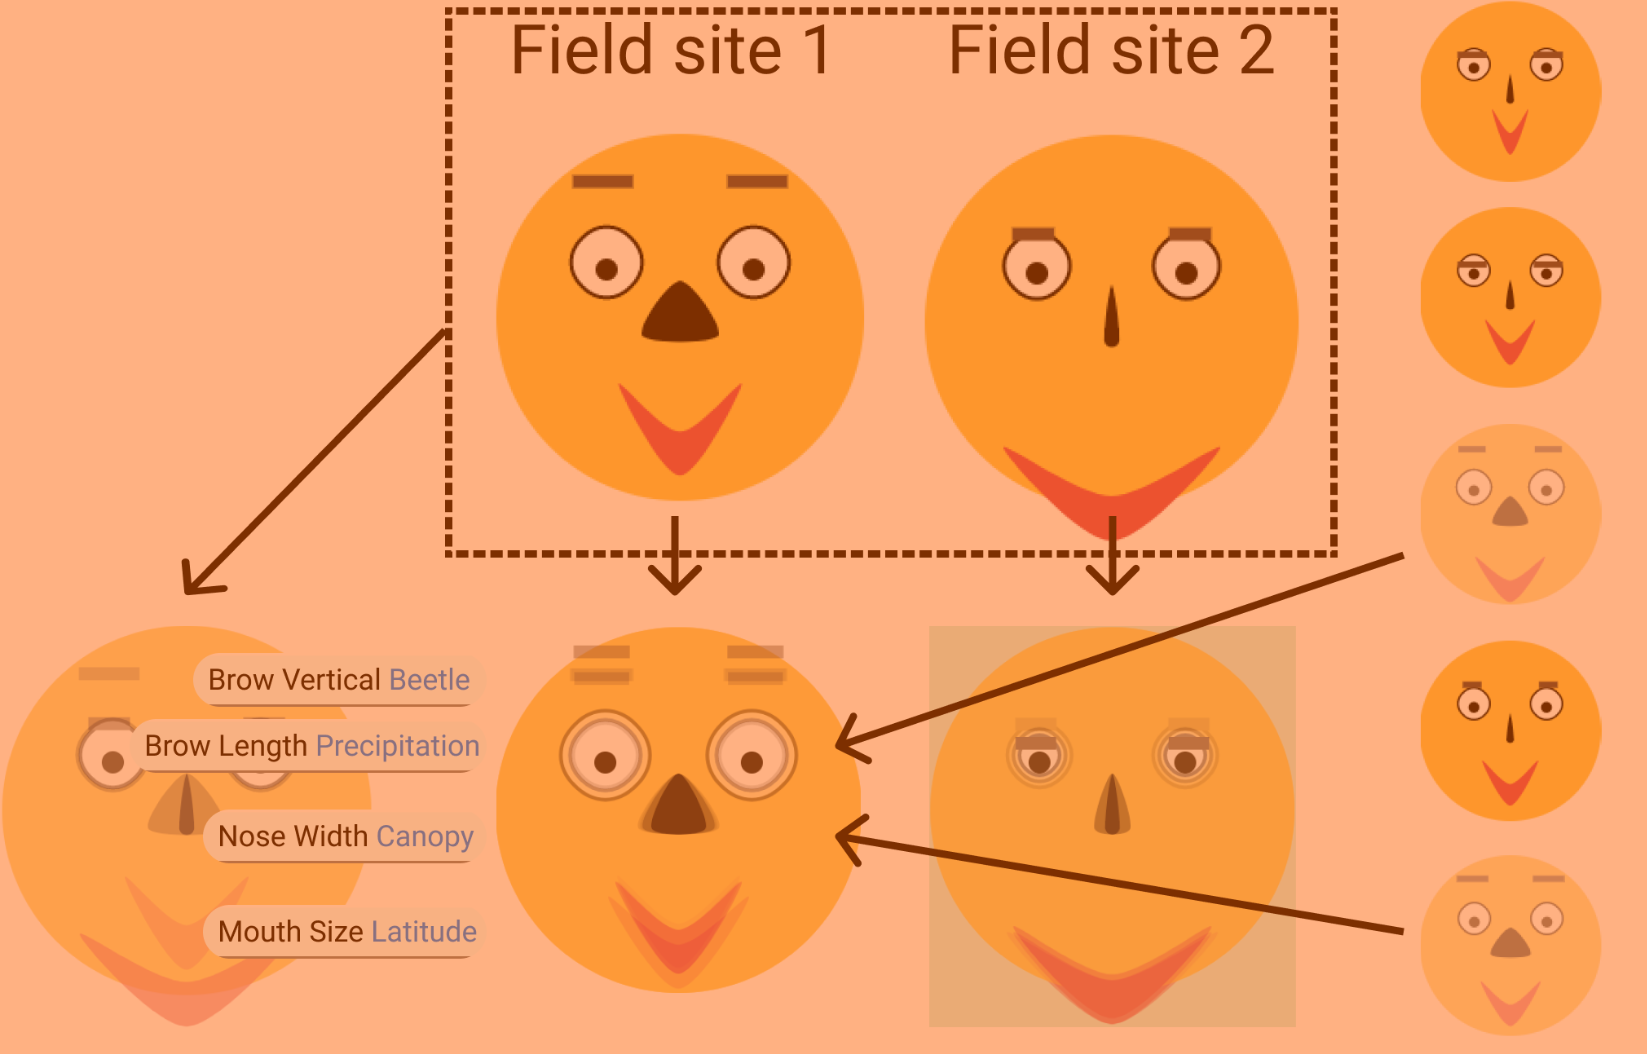 Field site 1
Field site 2
Brow Vertical Beetle
Brow Length Precipitation
Nose Width Canopy
Mouth Size Latitude